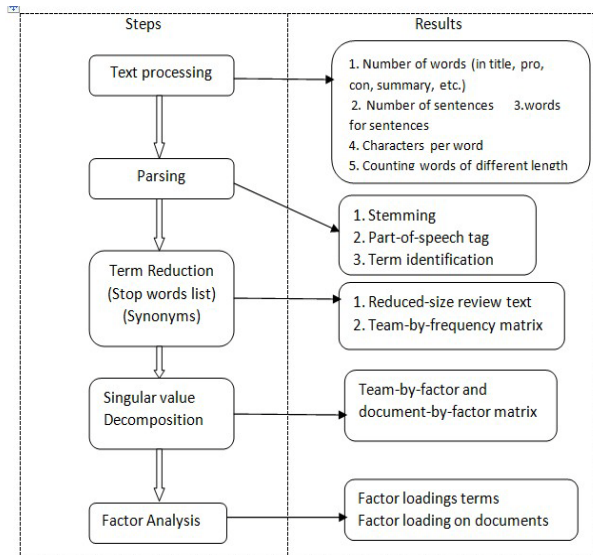 Steps
Results
Text processing
1. Number of words (in title, pro,
con, summary, etc.)
2. Number of sentences 3.words
for sentences
4. Characters per word
5. Counting words of different length
Parsing
1. Stemming
2. Part-of-speech tag
3. Term identification
Term Reduction
(Stop words list)
(Synonyms)
1. Reduced-size review text
2. Team-by-frequency matrix
Singular value
Decomposition
Team-by-factor and
document-by-factor matrix
Factor Analysis
Factor loadings terms
Factor loading on documents